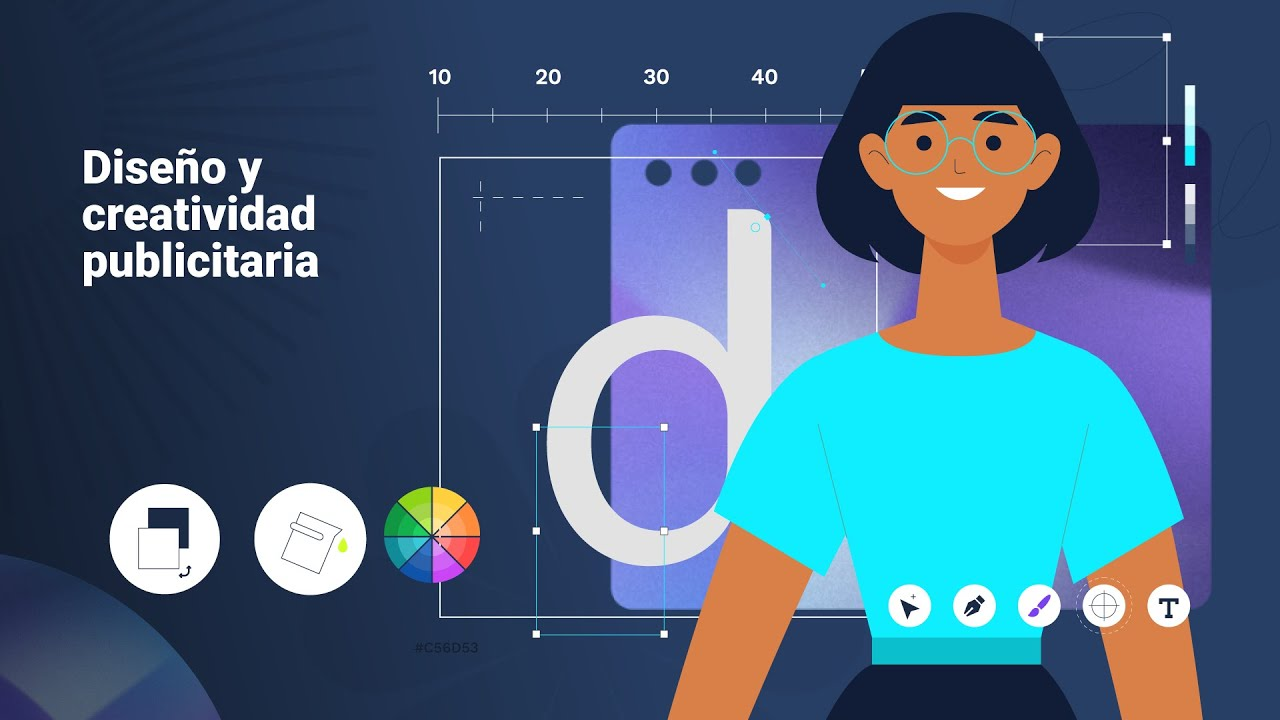 Diseño y
creatividad
publicitaria
10 20 30 40
d
#C56D53
T